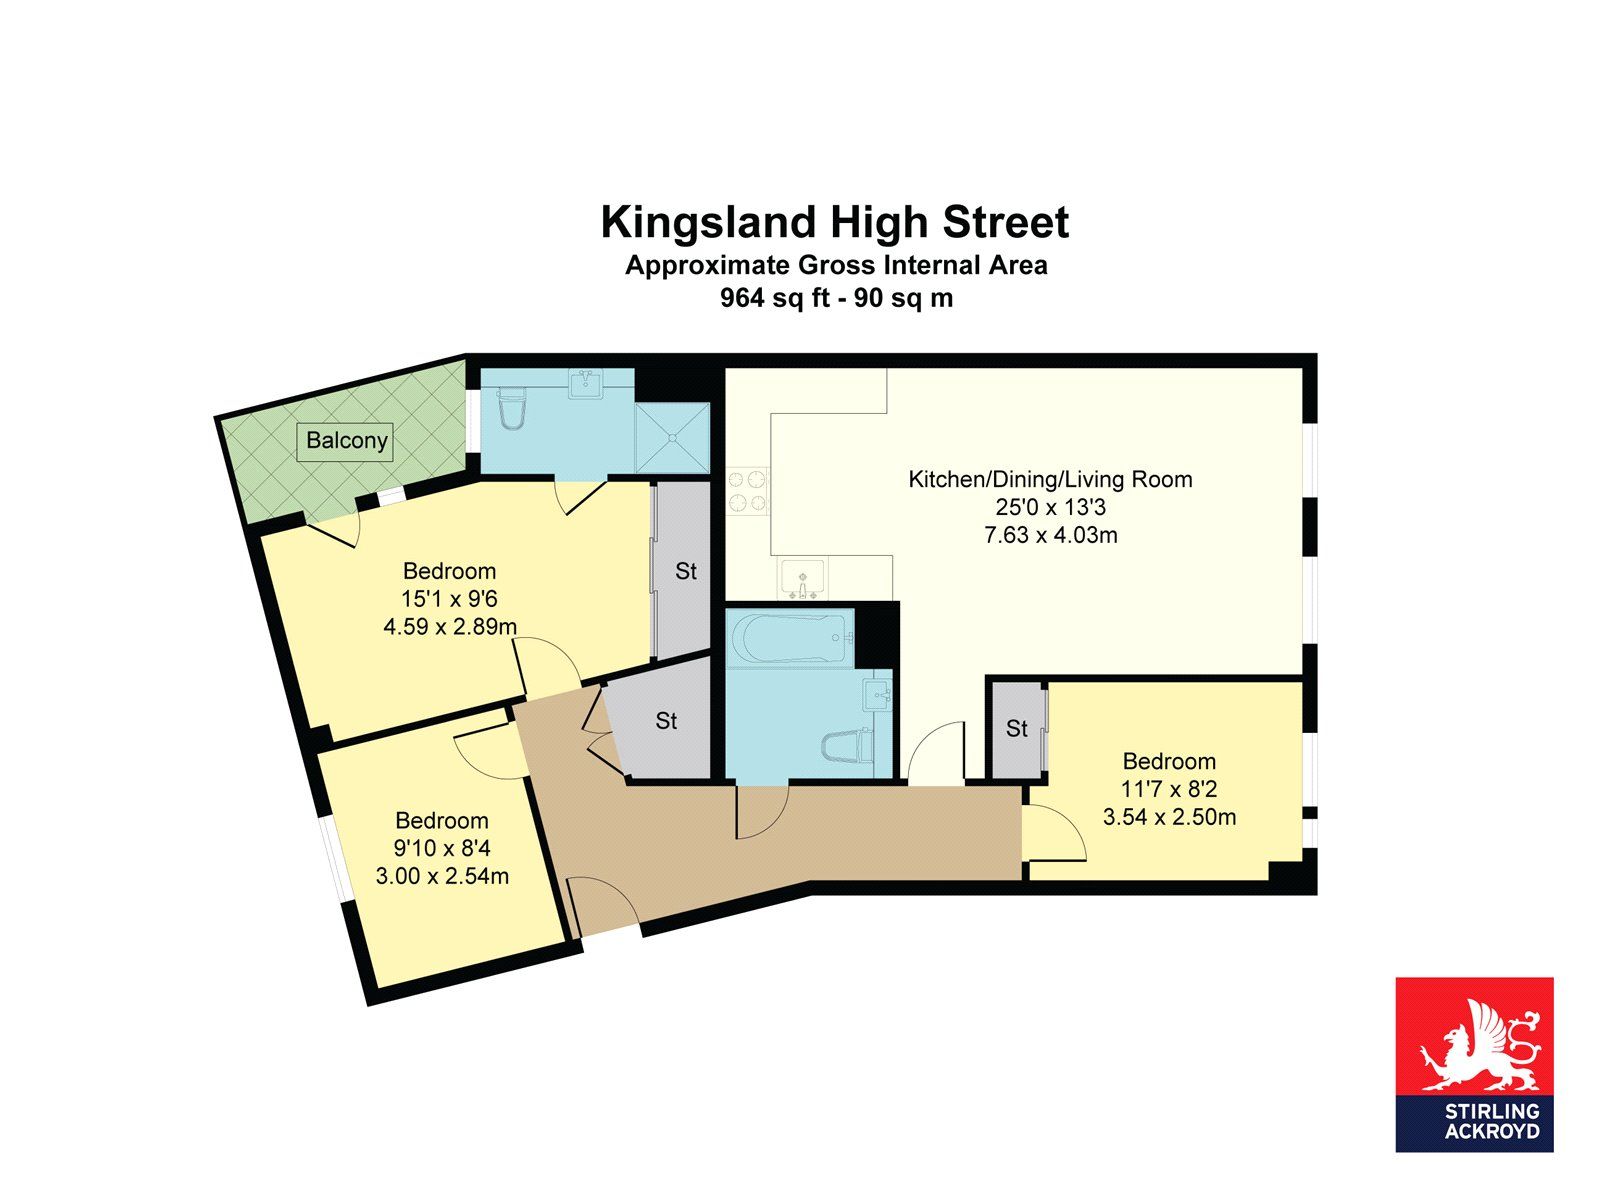 Kingsland High Street
Approximate Gross Internal Area
964 sq ft - 90 sq m
Balcony
Kitchen/Dining/Living Room
25'0 x 13'3
7.63 x 4.03m
Bedroom
15'1 x 9'6
4.59 x 2.89m
St
St
St
Bedroom
11'7 x 8'2
3.54 x 2.50m
Bedroom
9'10 x 8'4
3.00 x 2.54m
STIRLING
ACKROYD